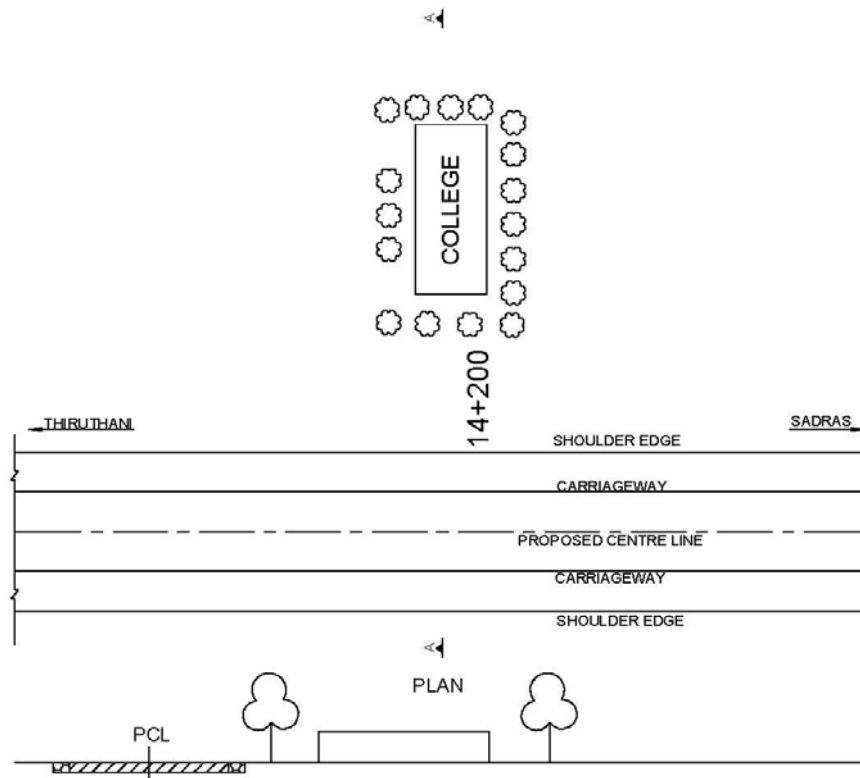 A
COLLEGE
14+200
THIRUTHANI
SADRAS
SHOULDER EDGE
CARRIAGEWAY
PROPOSED CENTRE LINE
CARRIAGEWAY
SHOULDER EDGE
A
PLAN
PCL